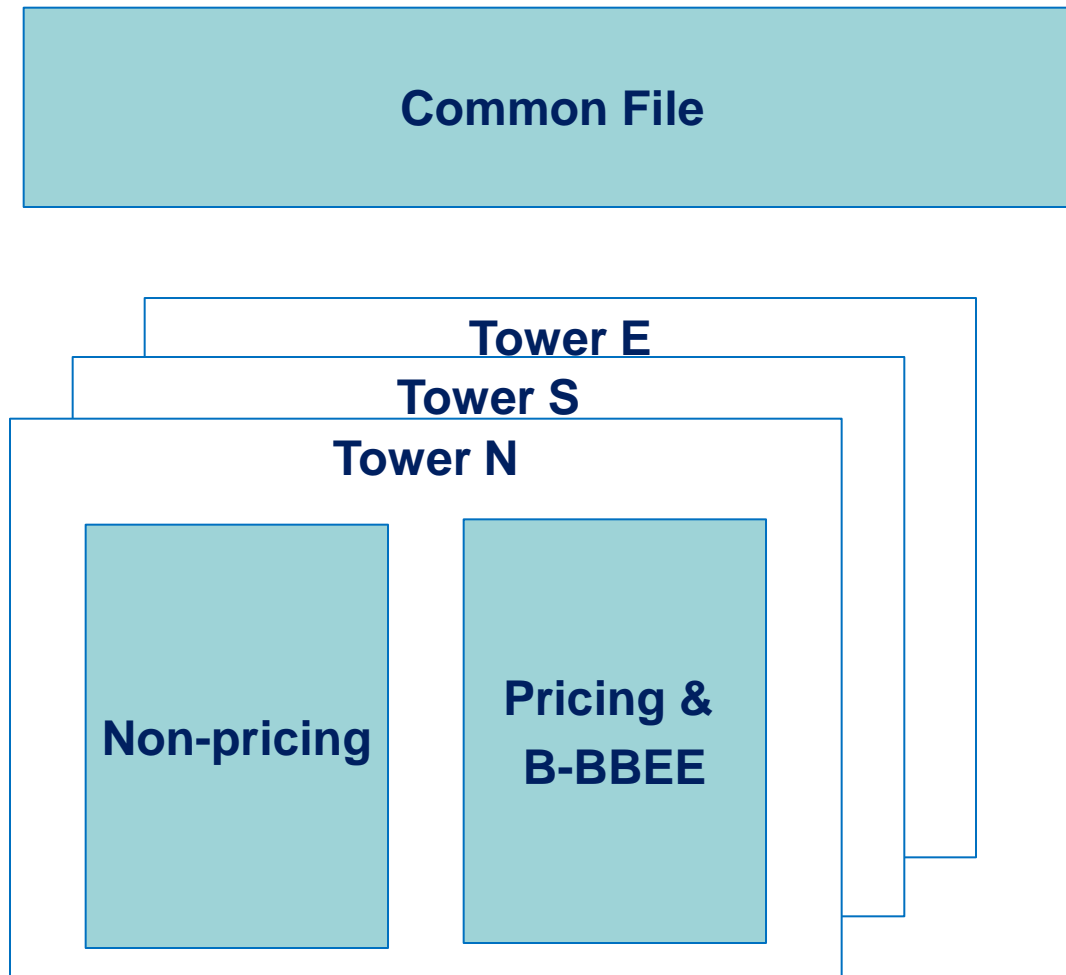 Common File
Tower E
Tower S
Tower N
Non-pricing
Pricing &
B-BBEE